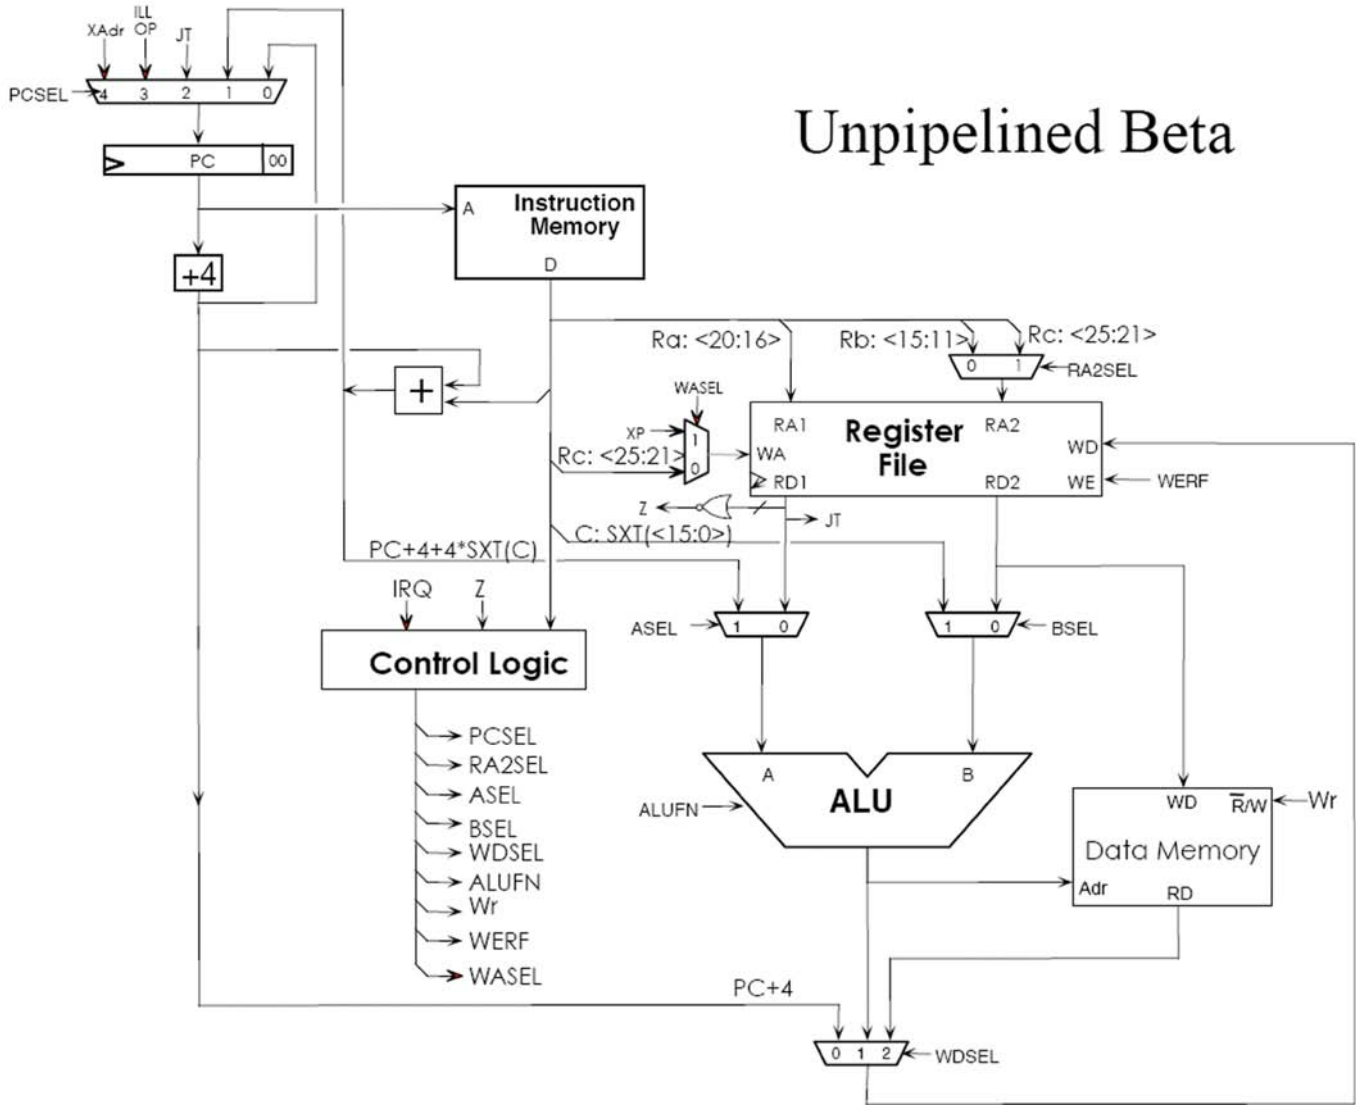 ILL
XAdr OP JT
PCSEL 4 3 2 1 0
Unpipelined Beta
PC 00
A Instruction
Memory
D
+4
Ra: <20:16> Rb: <15:11> Rc: <25:21>
0 1 RA2SEL
+
WASEL
RA1 Register RA2
File
XP 1
WA WD
Rc: <25:21> 0
RD1 RD2 WE WERF
Z JT
C: SXT(<15:0>)
PC+4+4*SXT(C)
IRQ Z
ASEL 1 0 1 0 BSEL
Control Logic
PCSEL
RA2SEL
ASEL
BSEL
WDSEL
ALUFN
Wr
WERF
WASEL
A B
ALUFN ALU
WD R̅/W Wr
Data Memory
Adr RD
PC+4
0 1 2 WDSEL